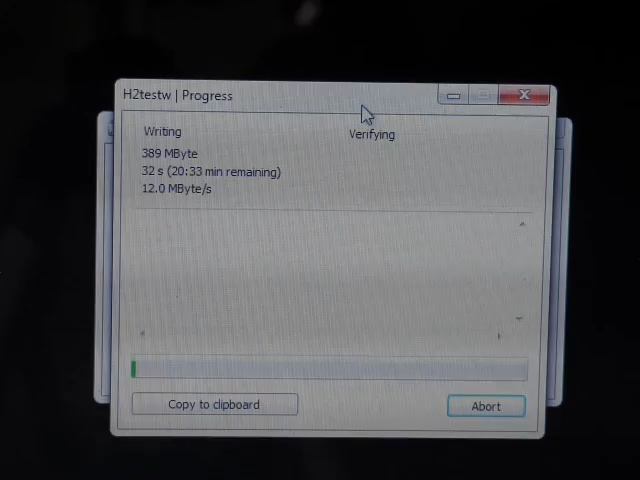 H2testw | Progress
Writing
Verifying
389 MByte
32 s (20:33 min remaining)
12.0 MByte/s
Copy to clipboard
Abort